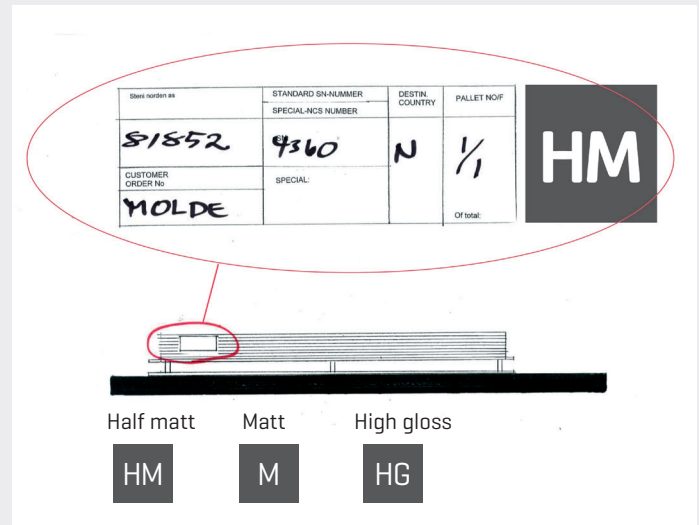 Steni norden as
STANDARD SN-NUMMER
SPECIAL-NCS NUMBER
DESTIN.
COUNTRY
PALLET NO/F
HM
81852
4360
N
1/1
CUSTOMER
ORDER No
SPECIAL:
MOLDE
Of total:
Half matt
Matt
High gloss
HM
M
HG